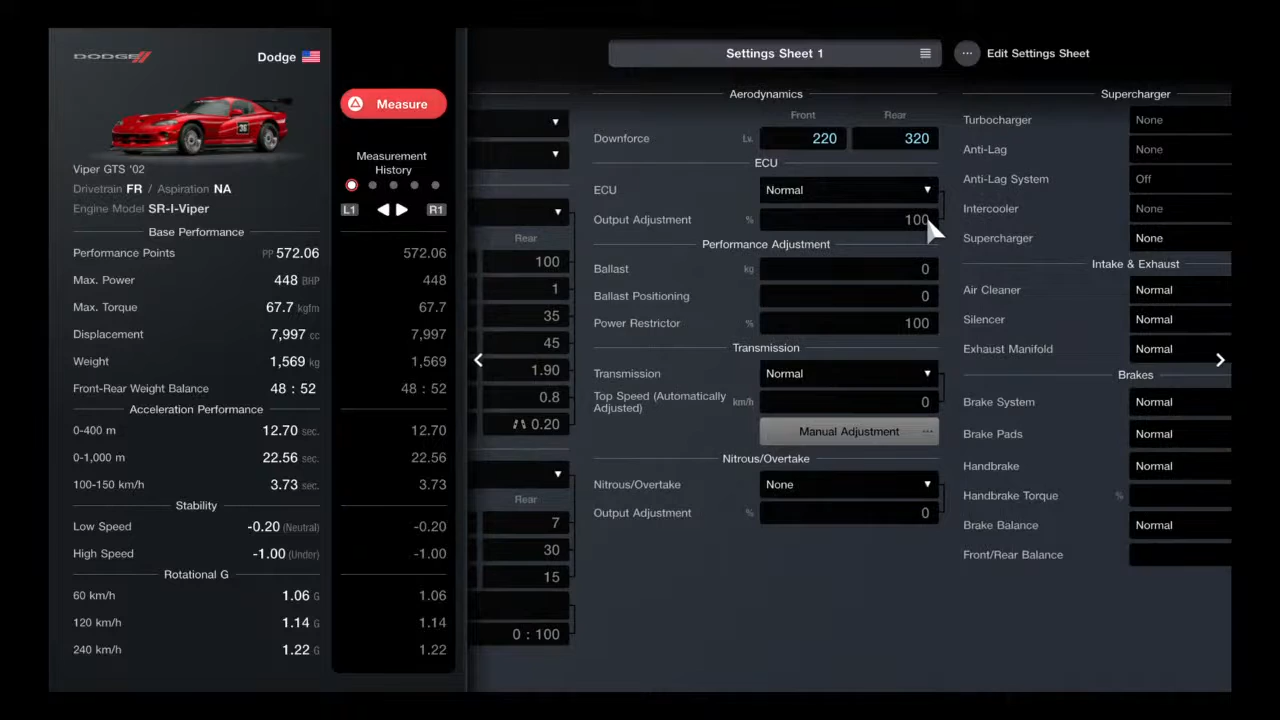 DODGE
Dodge
36
Viper GTS '02
Drivetrain FR / Aspiration NA
Engine Model SR-I-Viper
Base Performance
Performance Points PP 572.06
Max. Power 448 BHP
Max. Torque 67.7 kgfm
Displacement 7,997 cc
Weight 1,569 kg
Front-Rear Weight Balance 48 : 52
Acceleration Performance
0-400 m 12.70 sec.
0-1,000 m 22.56 sec.
100-150 km/h 3.73 sec.
Stability
Low Speed -0.20 (Neutral)
High Speed -1.00 (Under)
Rotational G
60 km/h 1.06 G
120 km/h 1.14 G
240 km/h 1.22 G
Measure
Measurement
History
L1 R1
572.06
448
67.7
7,997
1,569
48 : 52
12.70
22.56
3.73
-0.20
-1.00
1.06
1.14
1.22
Rear
100
1
35
45
1.90
0.8
0.20
Rear
7
30
15
0 : 100
Settings Sheet 1
Edit Settings Sheet
Aerodynamics
Front Rear
Downforce Lv. 220 320
ECU
ECU Normal
Output Adjustment % 100
Performance Adjustment
Ballast kg 0
Ballast Positioning 0
Power Restrictor % 100
Transmission
Transmission Normal
Top Speed (Automatically
Adjusted) km/h 0
Manual Adjustment
Nitrous/Overtake
Nitrous/Overtake None
Output Adjustment % 0
Supercharger
Turbocharger None
Anti-Lag None
Anti-Lag System Off
Intercooler None
Supercharger None
Intake & Exhaust
Air Cleaner Normal
Silencer Normal
Exhaust Manifold Normal
Brakes
Brake System Normal
Brake Pads Normal
Handbrake Normal
Handbrake Torque %
Brake Balance Normal
Front/Rear Balance